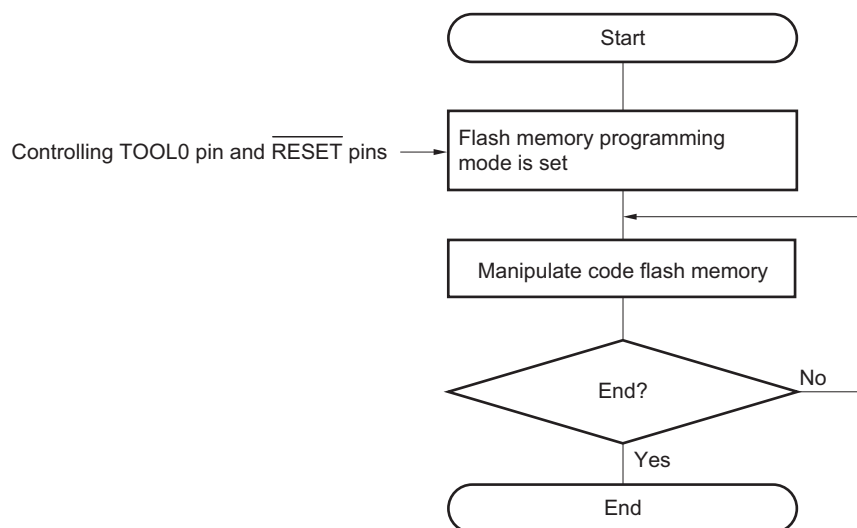 Start
Controlling TOOL0 pin and RESET pins
Flash memory programming
mode is set
Manipulate code flash memory
End?
No
Yes
End